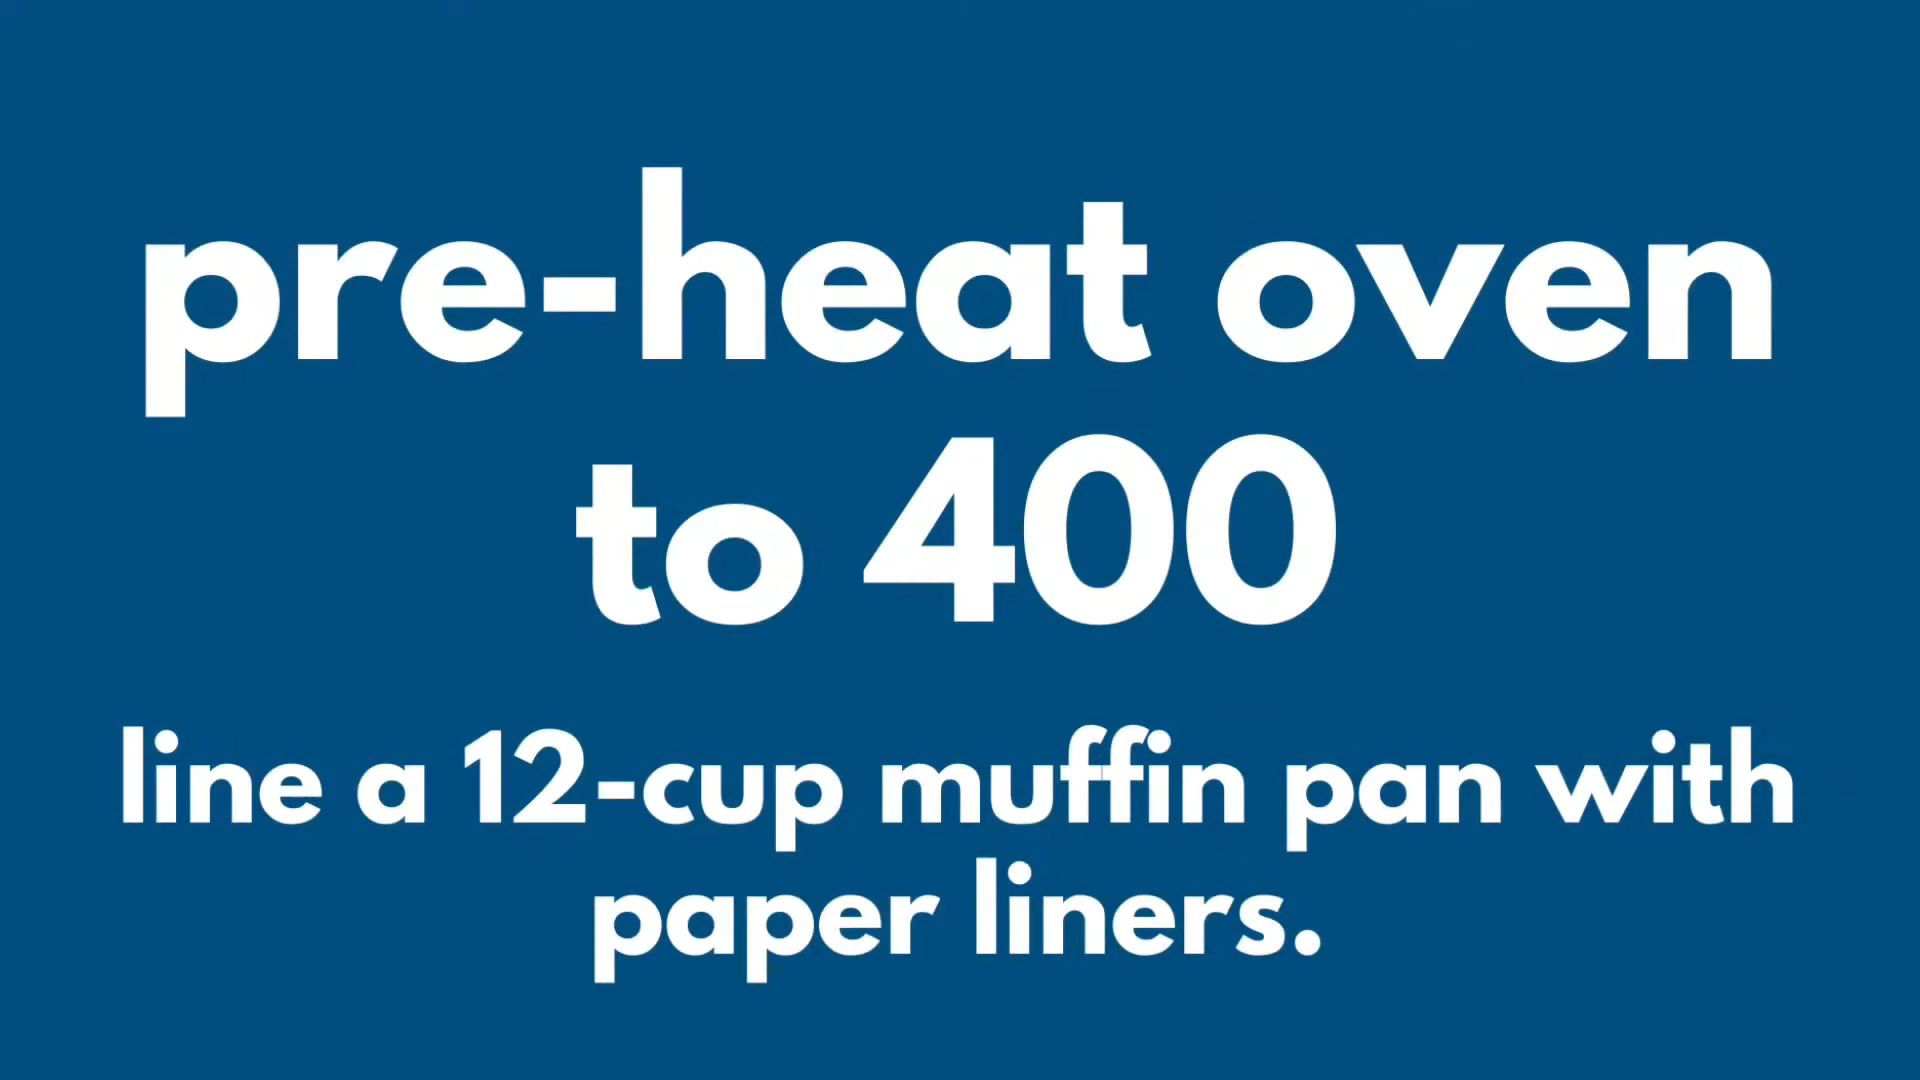 pre-heat oven
to 400
line a 12-cup muffin pan with
paper liners.